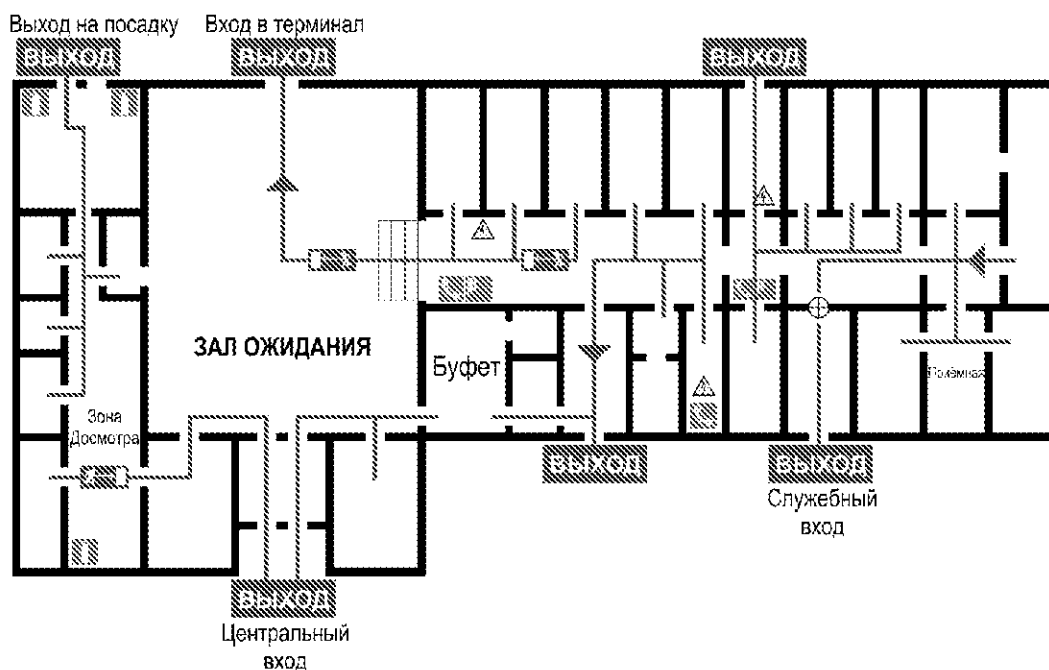 Выход на посадку
Вход в терминал
ВЫХОД
ВЫХОД
ВЫХОД
ЗАЛ ОЖИДАНИЯ
Буфет
Приёмная
Зона
Досмотра
ВЫХОД
ВЫХОД
Служебный
вход
ВЫХОД
Центральный
вход